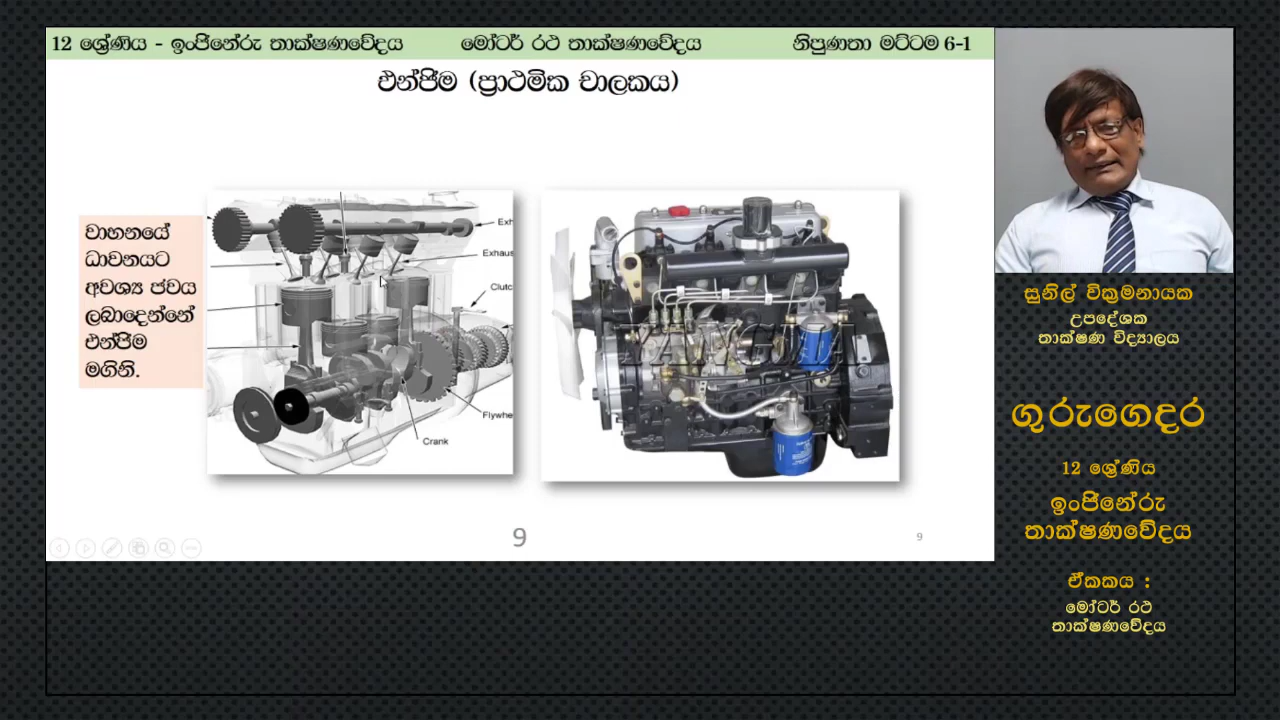 12 ශ්‍රේණිය - ඉංජිනේරු තාක්ෂණවේදය මෝටර් රථ තාක්ෂණවේදය නිපුණතා මට්ටම 6-1
එන්ජිම (ප්‍රාථමික චාලකය)
වාහනයේ
ධාවනයට
අවශ්‍ය ජවය
ලබාදෙන්නේ
එන්ජිම
මගිනි.
Exh
Exhaus
Clutc
Flywhe
Crank
9
9
සුනිල් වික්‍රමනායක
උපදේශක
තාක්ෂණ විද්‍යාලය
ගුරුගෙදර
12 ශ්‍රේණිය
ඉංජිනේරු
තාක්ෂණවේදය
ඒකකය :
මෝටර් රථ
තාක්ෂණවේදය